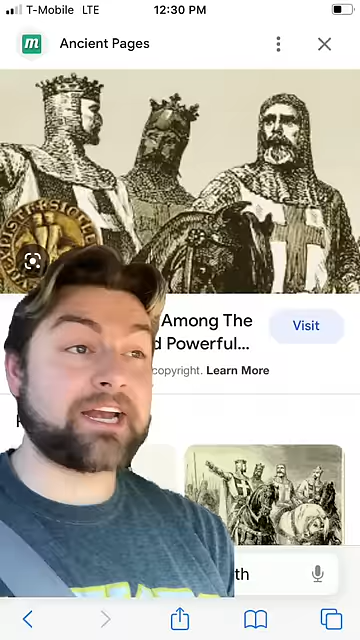 T-Mobile LTE 12:30 PM
m Ancient Pages
Among The
Visit
d Powerful...
copyright. Learn More
th